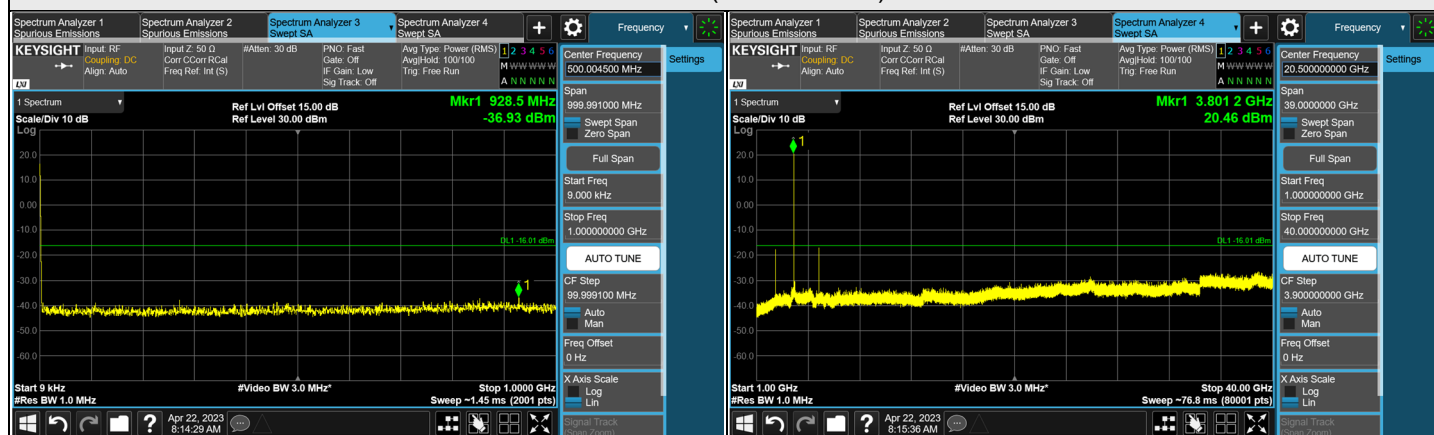 Spectrum Analyzer 1
Spurious Emissions
Spectrum Analyzer 2
Spurious Emissions
Spectrum Analyzer 3
Swept SA
Spectrum Analyzer 4
Swept SA
+
Frequency
KEYSIGHT
LXI
Input: RF
Coupling: DC
Align: Auto
Input Z: 50 Ω
Corr CCorr RCal
Freq Ref: Int (S)
#Atten: 30 dB
PNO: Fast
Gate: Off
IF Gain: Low
Sig Track: Off
Avg Type: Power (RMS)
Avg|Hold: 100/100
Trig: Free Run
1 2 3 4 5 6
M W W W W W
A N N N N N
Center Frequency
500.004500 MHz
Settings
Span
999.991000 MHz
Swept Span
Zero Span
Full Span
Start Freq
9.000 kHz
Stop Freq
1.000000000 GHz
AUTO TUNE
CF Step
99.999100 MHz
Auto
Man
Freq Offset
0 Hz
X Axis Scale
Log
Lin
Signal Track
(Span Zoom)
1 Spectrum
Scale/Div 10 dB
Log
Ref Lvl Offset 15.00 dB
Ref Level 30.00 dBm
Mkr1 928.5 MHz
-36.93 dBm
20.0
10.0
0.00
-10.0
-20.0
-30.0
-40.0
-50.0
-60.0
DL1 -16.01 dBm
1
Start 9 kHz
#Res BW 1.0 MHz
#Video BW 3.0 MHz*
Stop 1.0000 GHz
Sweep ~1.45 ms (2001 pts)
?
Apr 22, 2023
8:14:29 AM
Spectrum Analyzer 1
Spurious Emissions
Spectrum Analyzer 2
Spurious Emissions
Spectrum Analyzer 3
Swept SA
Spectrum Analyzer 4
Swept SA
+
Frequency
KEYSIGHT
LXI
Input: RF
Coupling: DC
Align: Auto
Input Z: 50 Ω
Corr CCorr RCal
Freq Ref: Int (S)
#Atten: 30 dB
PNO: Fast
Gate: Off
IF Gain: Low
Sig Track: Off
Avg Type: Power (RMS)
Avg|Hold: 100/100
Trig: Free Run
1 2 3 4 5 6
M W W W W W
A N N N N N
Center Frequency
20.500000000 GHz
Settings
Span
39.0000000 GHz
Swept Span
Zero Span
Full Span
Start Freq
1.000000000 GHz
Stop Freq
40.000000000 GHz
AUTO TUNE
CF Step
3.900000000 GHz
Auto
Man
Freq Offset
0 Hz
X Axis Scale
Log
Lin
Signal Track
(Span Zoom)
1 Spectrum
Scale/Div 10 dB
Log
Ref Lvl Offset 15.00 dB
Ref Level 30.00 dBm
Mkr1 3.801 2 GHz
20.46 dBm
20.0
10.0
0.00
-10.0
-20.0
-30.0
-40.0
-50.0
-60.0
DL1 -16.01 dBm
1
Start 1.00 GHz
#Res BW 1.0 MHz
#Video BW 3.0 MHz*
Stop 40.00 GHz
Sweep ~76.8 ms (80001 pts)
?
Apr 22, 2023
8:15:36 AM